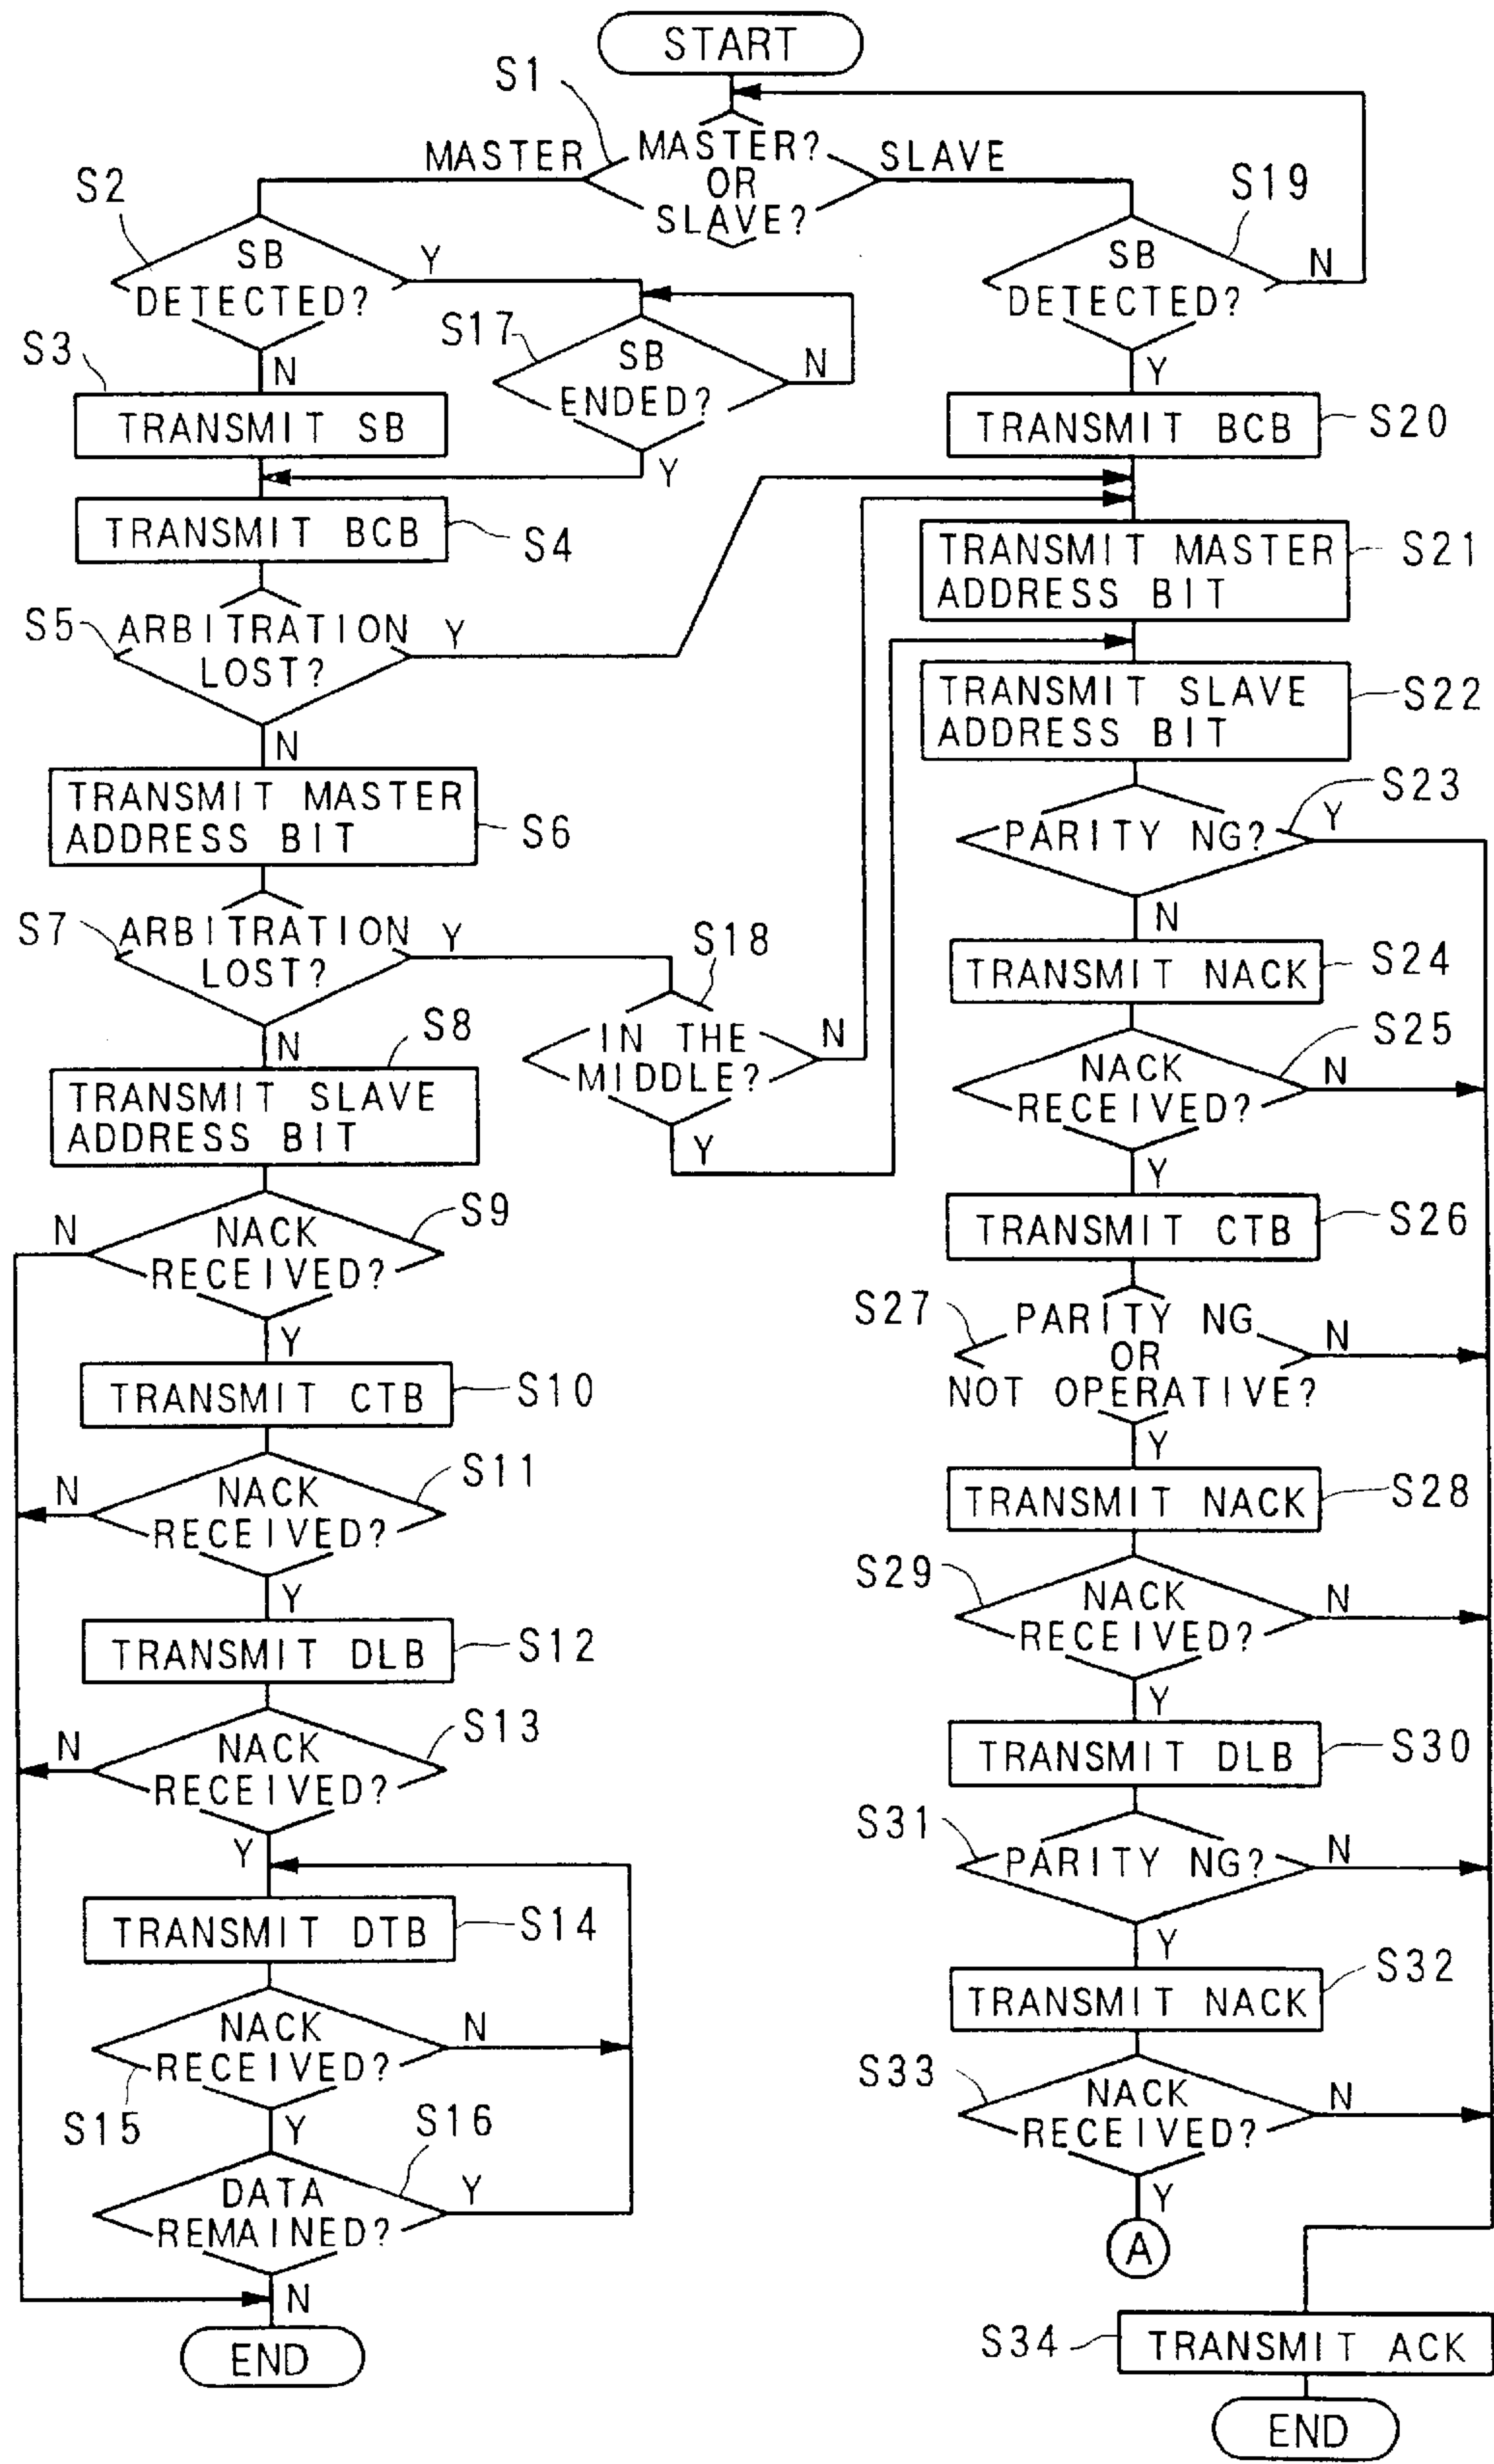 START
S1
MASTER
MASTER?
OR
SLAVE?
SLAVE
S2
SB
DETECTED?
Y
N
S17
SB
ENDED?
N
Y
S3
TRANSMIT SB
TRANSMIT BCB
S4
S5
ARBITRATION
LOST?
Y
N
TRANSMIT MASTER
ADDRESS BIT
S6
S7
ARBITRATION
LOST?
Y
N
S18
IN THE
MIDDLE?
N
Y
S8
TRANSMIT SLAVE
ADDRESS BIT
S9
N
NACK
RECEIVED?
Y
TRANSMIT CTB
S10
S11
N
NACK
RECEIVED?
Y
TRANSMIT DLB
S12
S13
N
NACK
RECEIVED?
Y
TRANSMIT DTB
S14
NACK
RECEIVED?
N
S15
Y
S16
DATA
REMAINED?
Y
N
END
S19
SB
DETECTED?
N
Y
TRANSMIT BCB
S20
TRANSMIT MASTER
ADDRESS BIT
S21
TRANSMIT SLAVE
ADDRESS BIT
S22
S23
PARITY NG?
Y
N
TRANSMIT NACK
S24
S25
NACK
RECEIVED?
N
Y
TRANSMIT CTB
S26
S27
PARITY NG
OR
NOT OPERATIVE?
N
Y
TRANSMIT NACK
S28
S29
NACK
RECEIVED?
N
Y
TRANSMIT DLB
S30
S31
PARITY NG?
N
Y
TRANSMIT NACK
S32
S33
NACK
RECEIVED?
N
Y
A
S34
TRANSMIT ACK
END